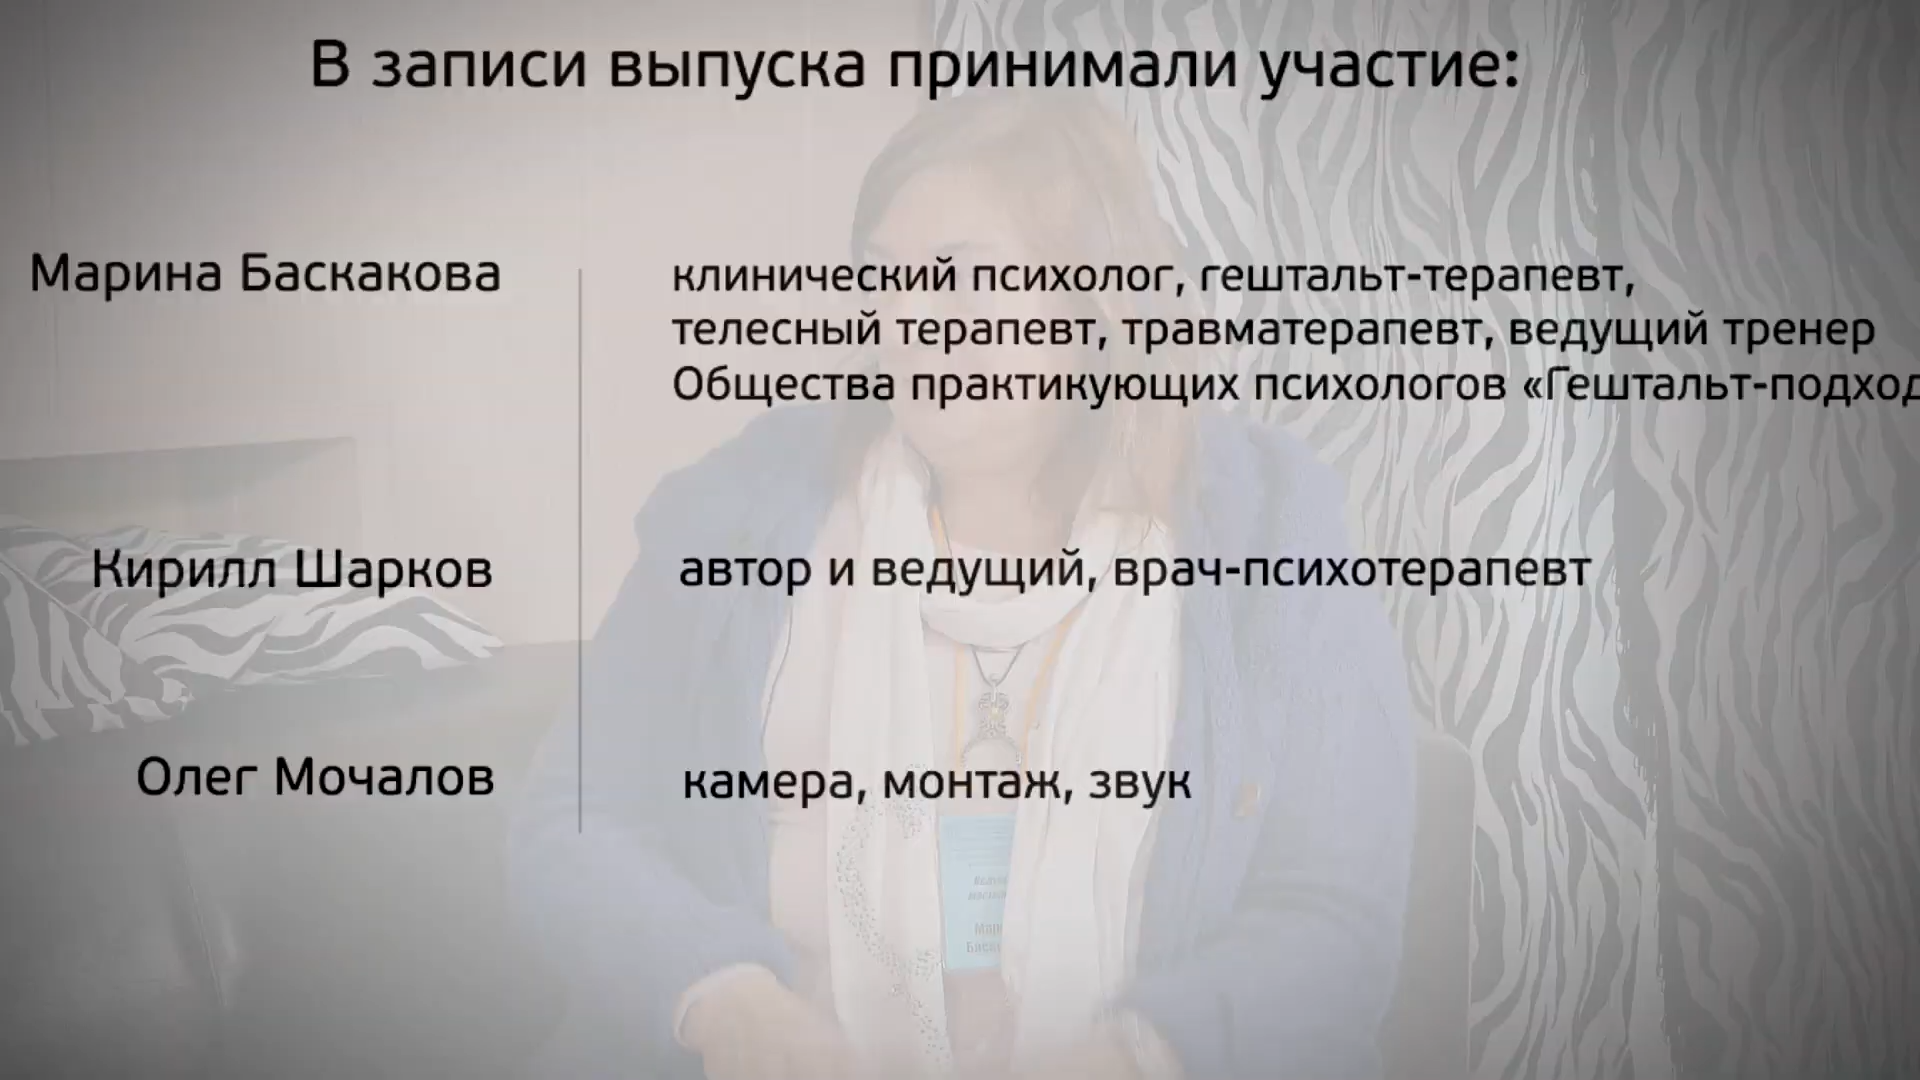 В записи выпуска принимали участие:
Марина Баскакова
клинический психолог, гештальт-терапевт,
телесный терапевт, травматерапевт, ведущий тренер
Общества практикующих психологов «Гештальт-подход
Кирилл Шарков
автор и ведущий, врач-психотерапевт
Олег Мочалов
камера, монтаж, звук